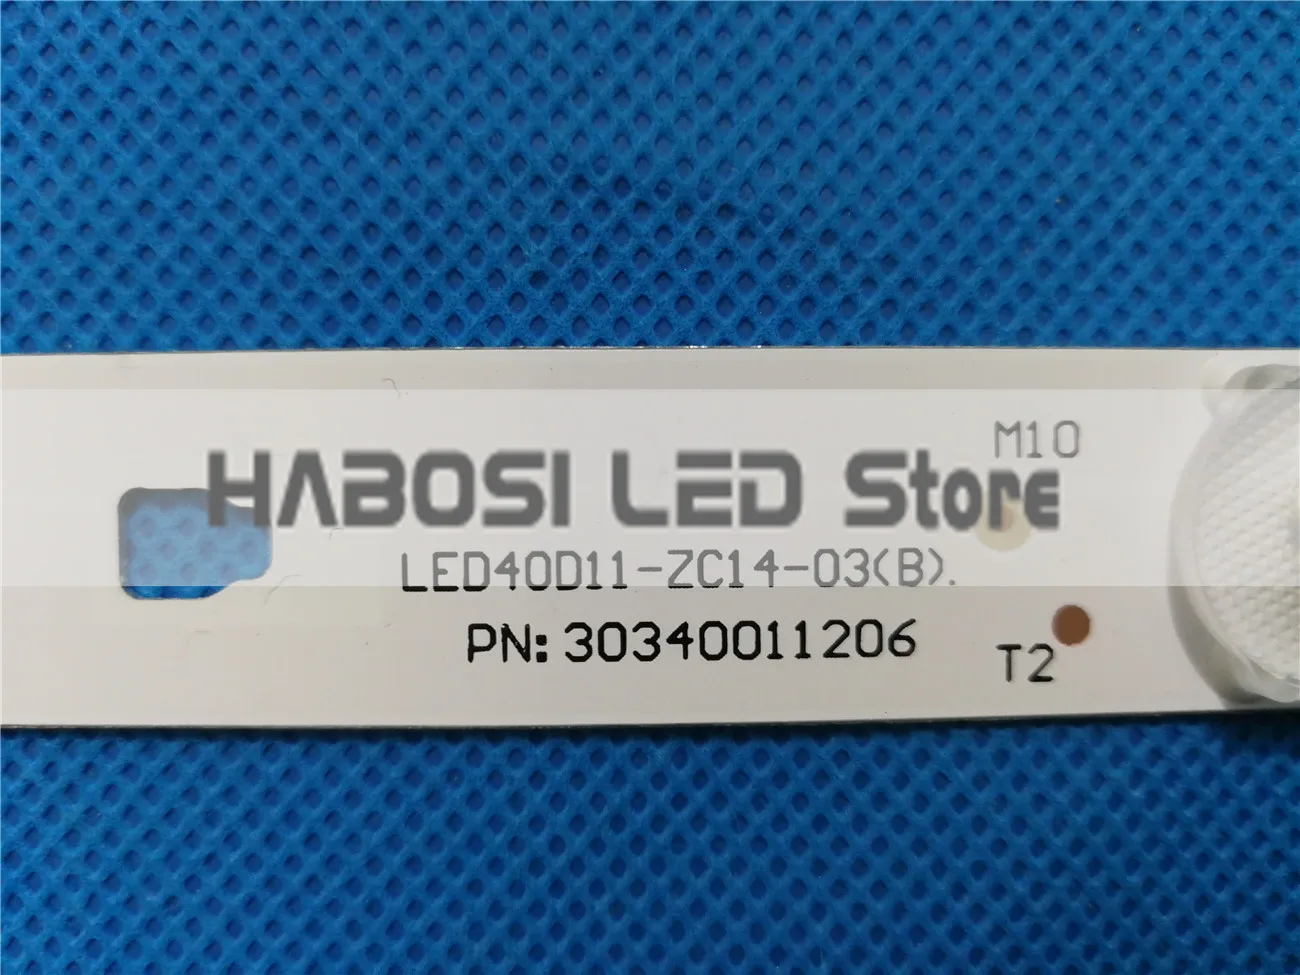 M10
HABOSI LED Store
LED40D11-ZC14-03(B).
PN:30340011206
T2